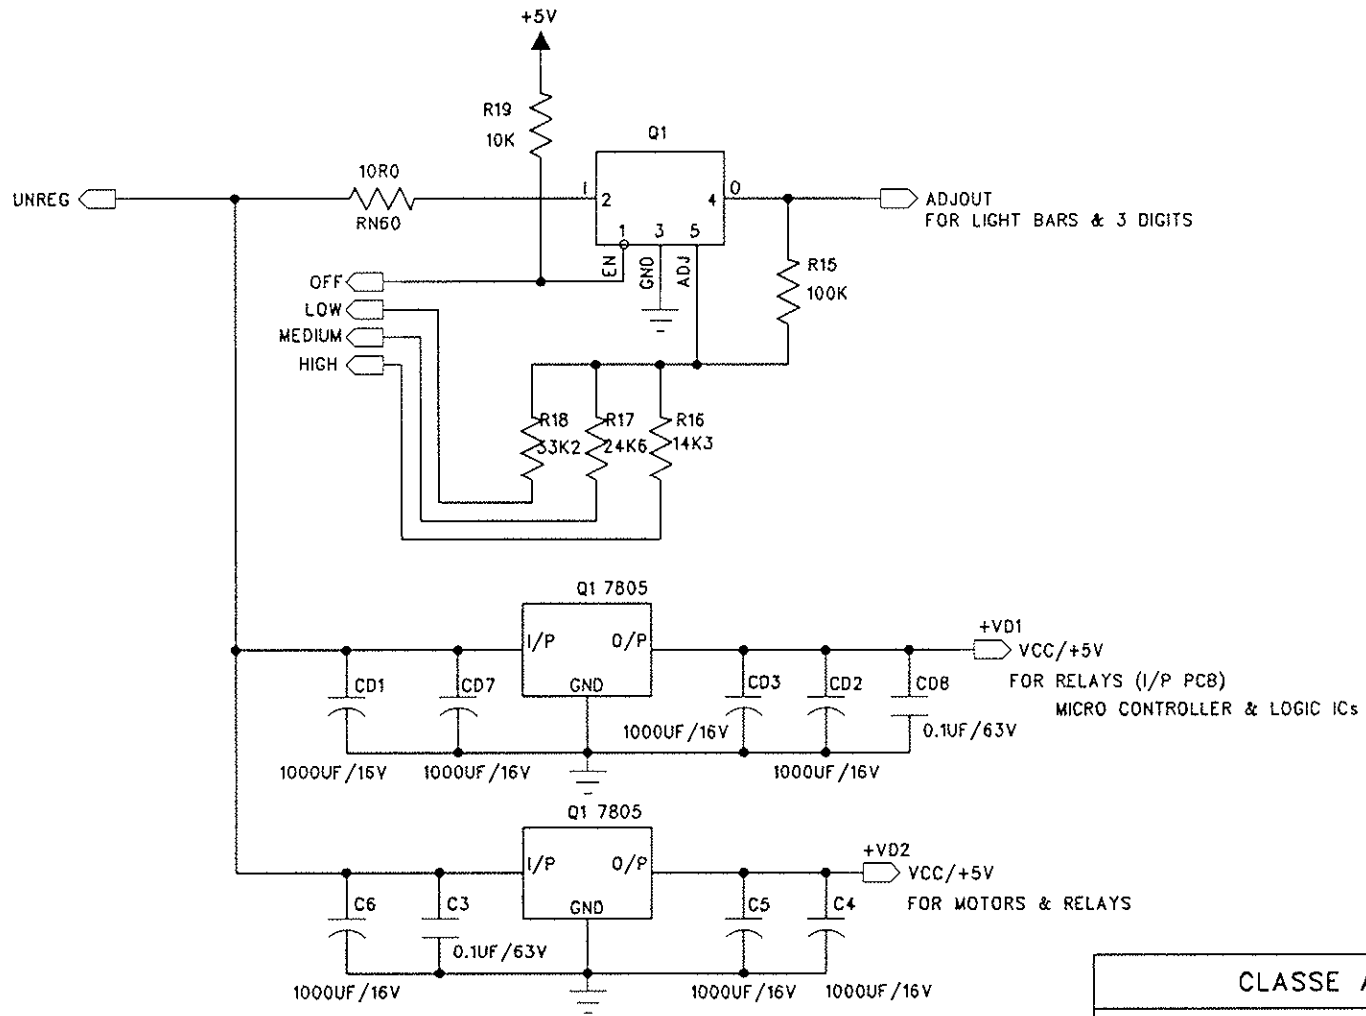 +5V
R19
10K
Q1
10R0
RN60
UNREG
I
2
4
O
1
3
5
EN
GND
ADJ
ADJOUT
FOR LIGHT BARS & 3 DIGITS
R15
100K
OFF
LOW
MEDIUM
HIGH
R18
33K2
R17
24K6
R16
14K3
Q1 7805
I/P
O/P
GND
+VD1
VCC/+5V
FOR RELAYS (I/P PCB)
MICRO CONTROLLER & LOGIC ICs
CD1
CD7
CD3
CD2
CD8
1000UF/16V
0.1UF/63V
1000UF/16V
1000UF/16V
1000UF/16V
Q1 7805
I/P
O/P
GND
+VD2
VCC/+5V
FOR MOTORS & RELAYS
C6
C3
C5
C4
0.1UF/63V
1000UF/16V
1000UF/16V
1000UF/16V
CLASSE A